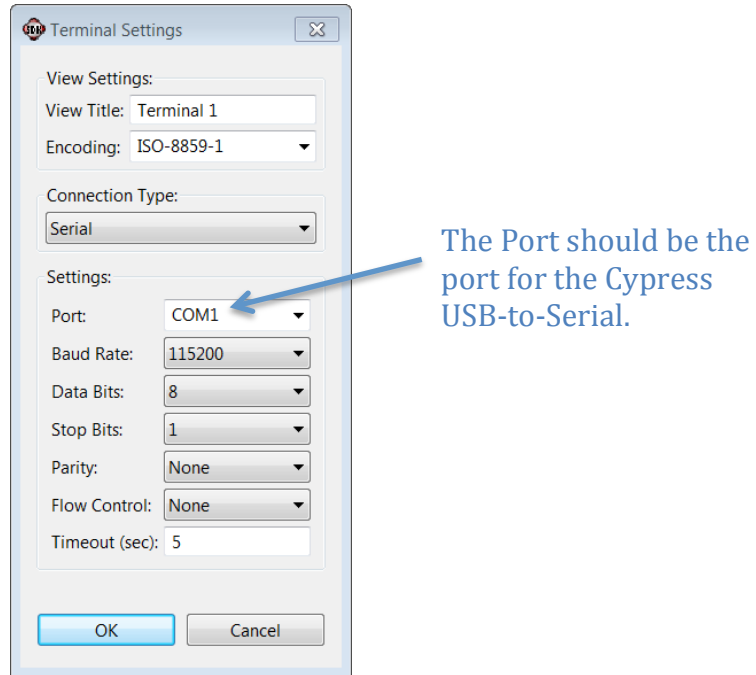 Terminal Settings
View Settings:
View Title: Terminal 1
Encoding: ISO-8859-1
Connection Type:
Serial
Settings:
Port: COM1
Baud Rate: 115200
Data Bits: 8
Stop Bits: 1
Parity: None
Flow Control: None
Timeout (sec): 5
OK Cancel
The Port should be the
port for the Cypress
USB-to-Serial.